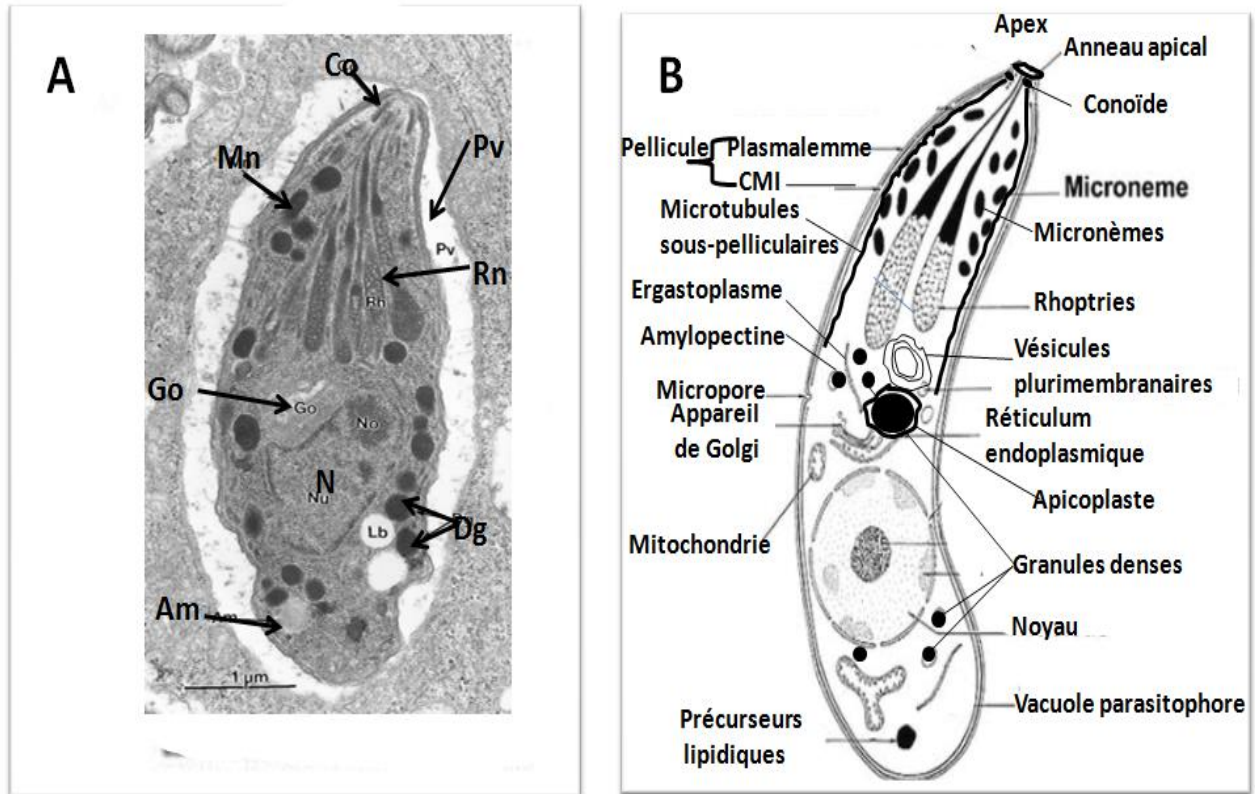 A
Co
Mn
Pv
Pv
Rn
Rh
Go
Go
No
N
Nu
Lb
Dg
Am
Am
1 µm
B
Apex
Anneau apical
Conoïde
Pellicule
Plasmalemme
CMI
Microneme
Microtubules
sous-pelliculaires
Micronèmes
Ergastoplasme
Rhoptries
Amylopectine
Vésicules
plurimembranaires
Micropore
Appareil
de Golgi
Réticulum
endoplasmique
Apicoplaste
Mitochondrie
Granules denses
Noyau
Vacuole parasitophore
Précurseurs
lipidiques